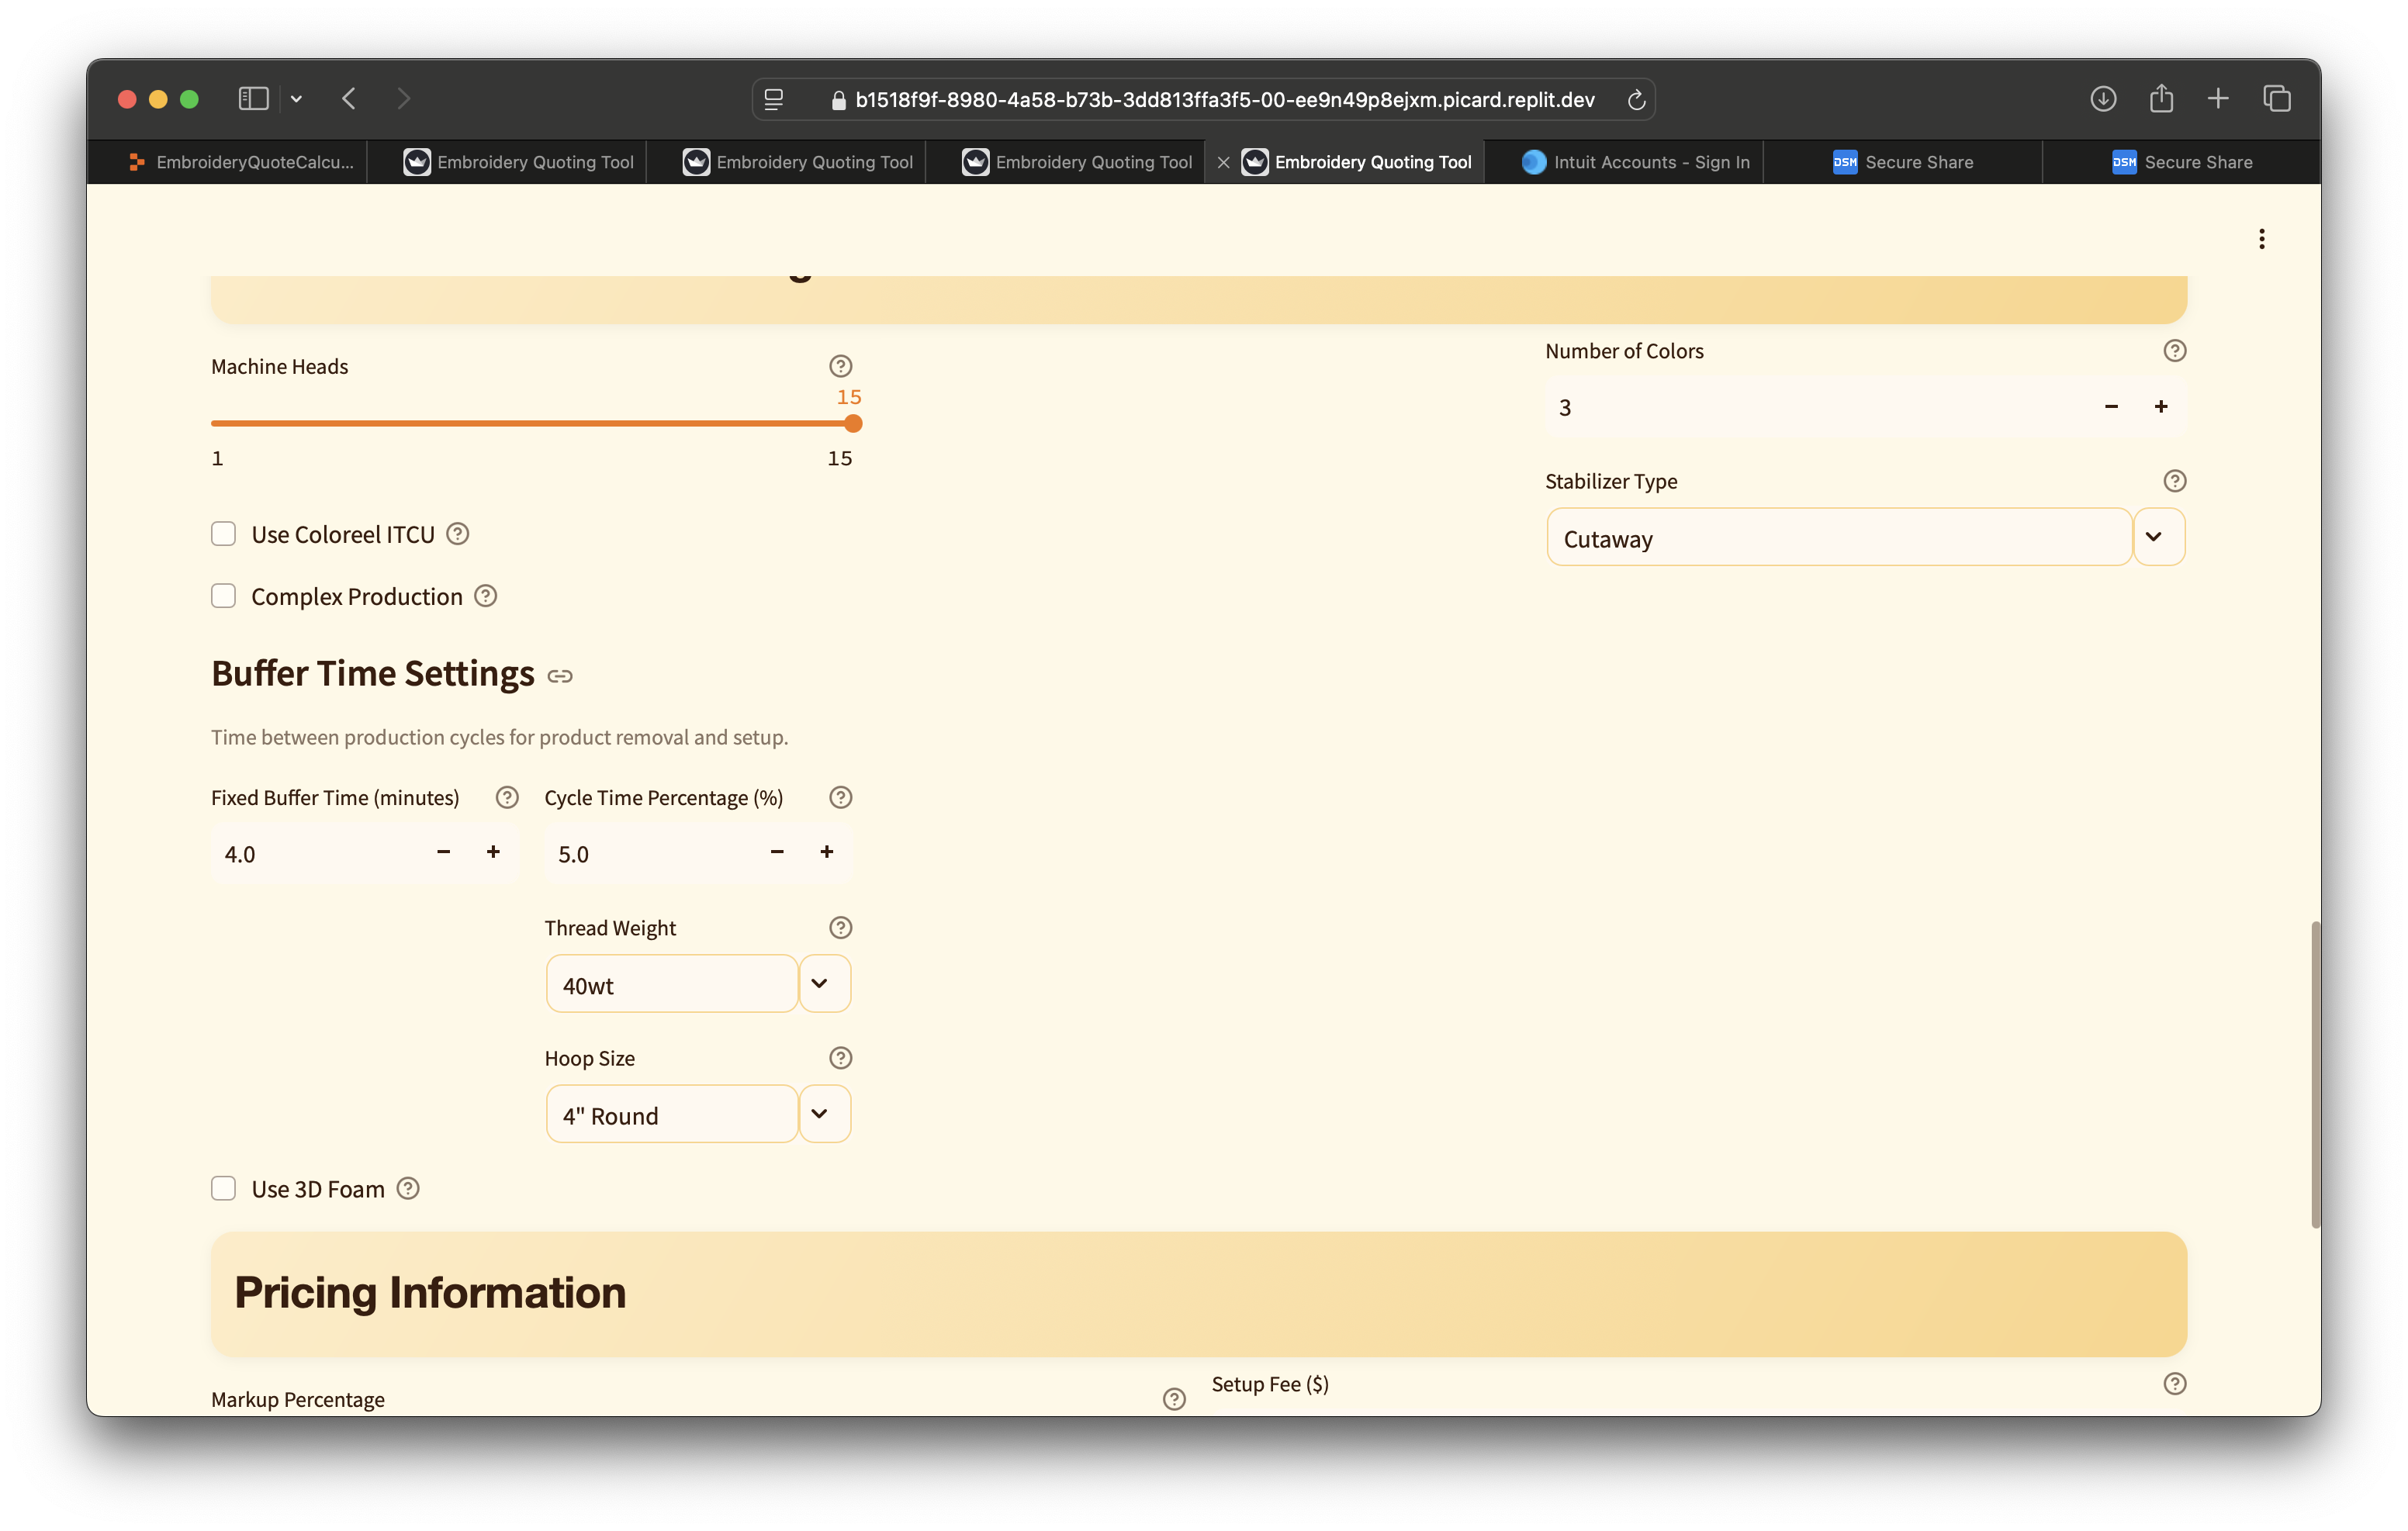 b1518f9f-8980-4a58-b73b-3dd813ffa3f5-00-ee9n49p8ejxm.picard.replit.dev
EmbroideryQuoteCalcu...
Embroidery Quoting Tool
Embroidery Quoting Tool
Embroidery Quoting Tool
Embroidery Quoting Tool
Intuit Accounts - Sign In
DSM Secure Share
DSM Secure Share
Machine Heads
15
1
15
Use Coloreel ITCU
Complex Production
Number of Colors
3
Stabilizer Type
Cutaway
Buffer Time Settings
Time between production cycles for product removal and setup.
Fixed Buffer Time (minutes)
4.0
Cycle Time Percentage (%)
5.0
Thread Weight
40wt
Hoop Size
4" Round
Use 3D Foam
Pricing Information
Markup Percentage
Setup Fee ($)